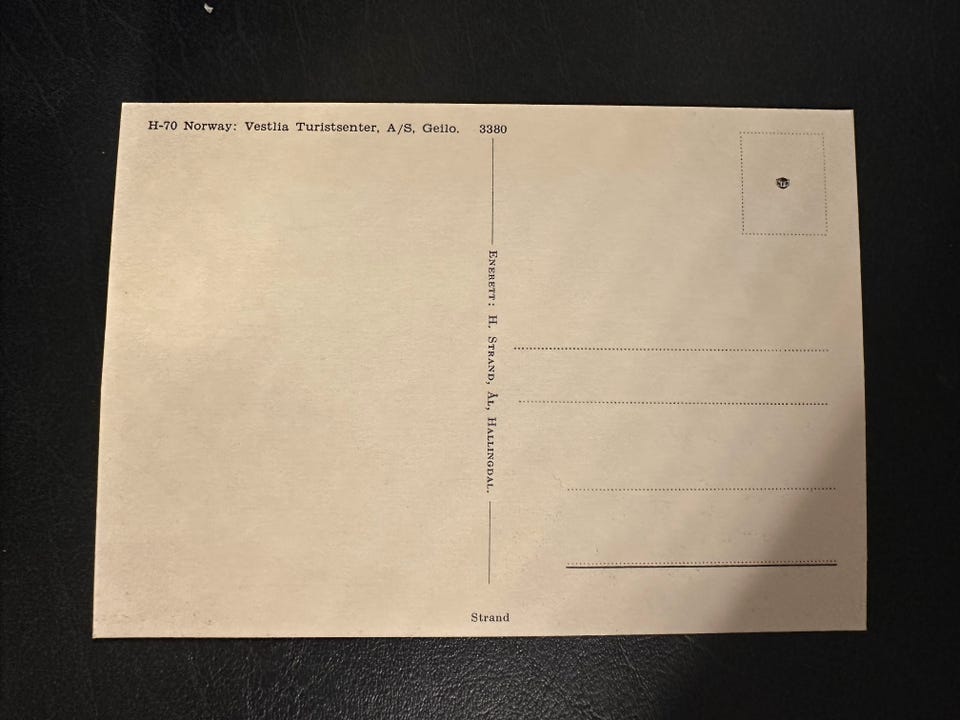 H-70 Norway: Vestlia Turistsenter, A/S, Geilo. 3380
ENERETT: H. STRAND, ÅL, HALLINGDAL.
Strand